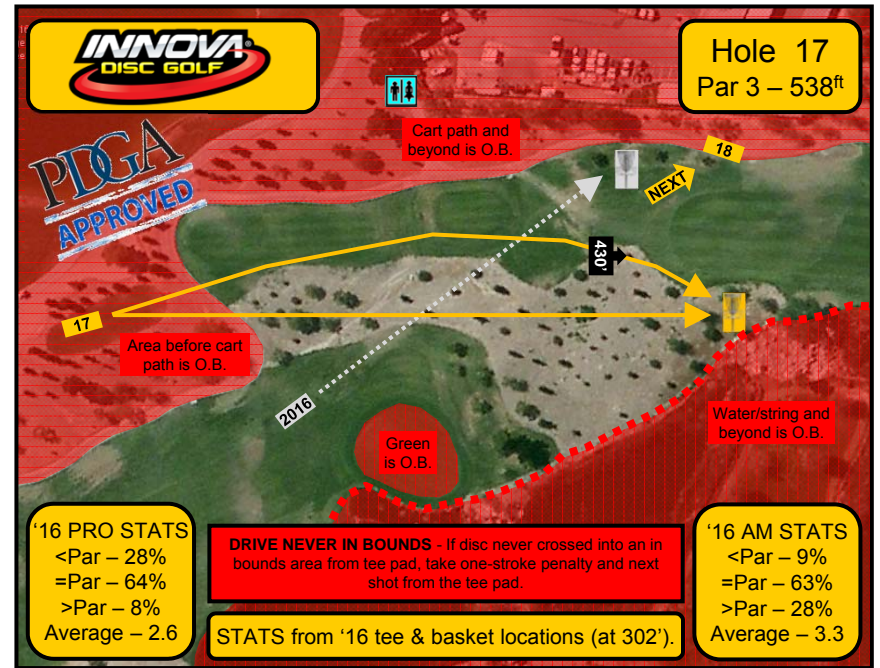 INNOVA®
DISC GOLF
Hole 17
Par 3 – 538ft
PDGA
APPROVED
Cart path and
beyond is O.B.
18
NEXT
430'
17
Area before cart
path is O.B.
2016
Green
is O.B.
Water/string and
beyond is O.B.
‘16 PRO STATS
<Par – 28%
=Par – 64%
>Par – 8%
Average – 2.6
DRIVE NEVER IN BOUNDS - If disc never crossed into an in
bounds area from tee pad, take one-stroke penalty and next
shot from the tee pad.
STATS from ‘16 tee & basket locations (at 302’).
‘16 AM STATS
<Par – 9%
=Par – 63%
>Par – 28%
Average – 3.3